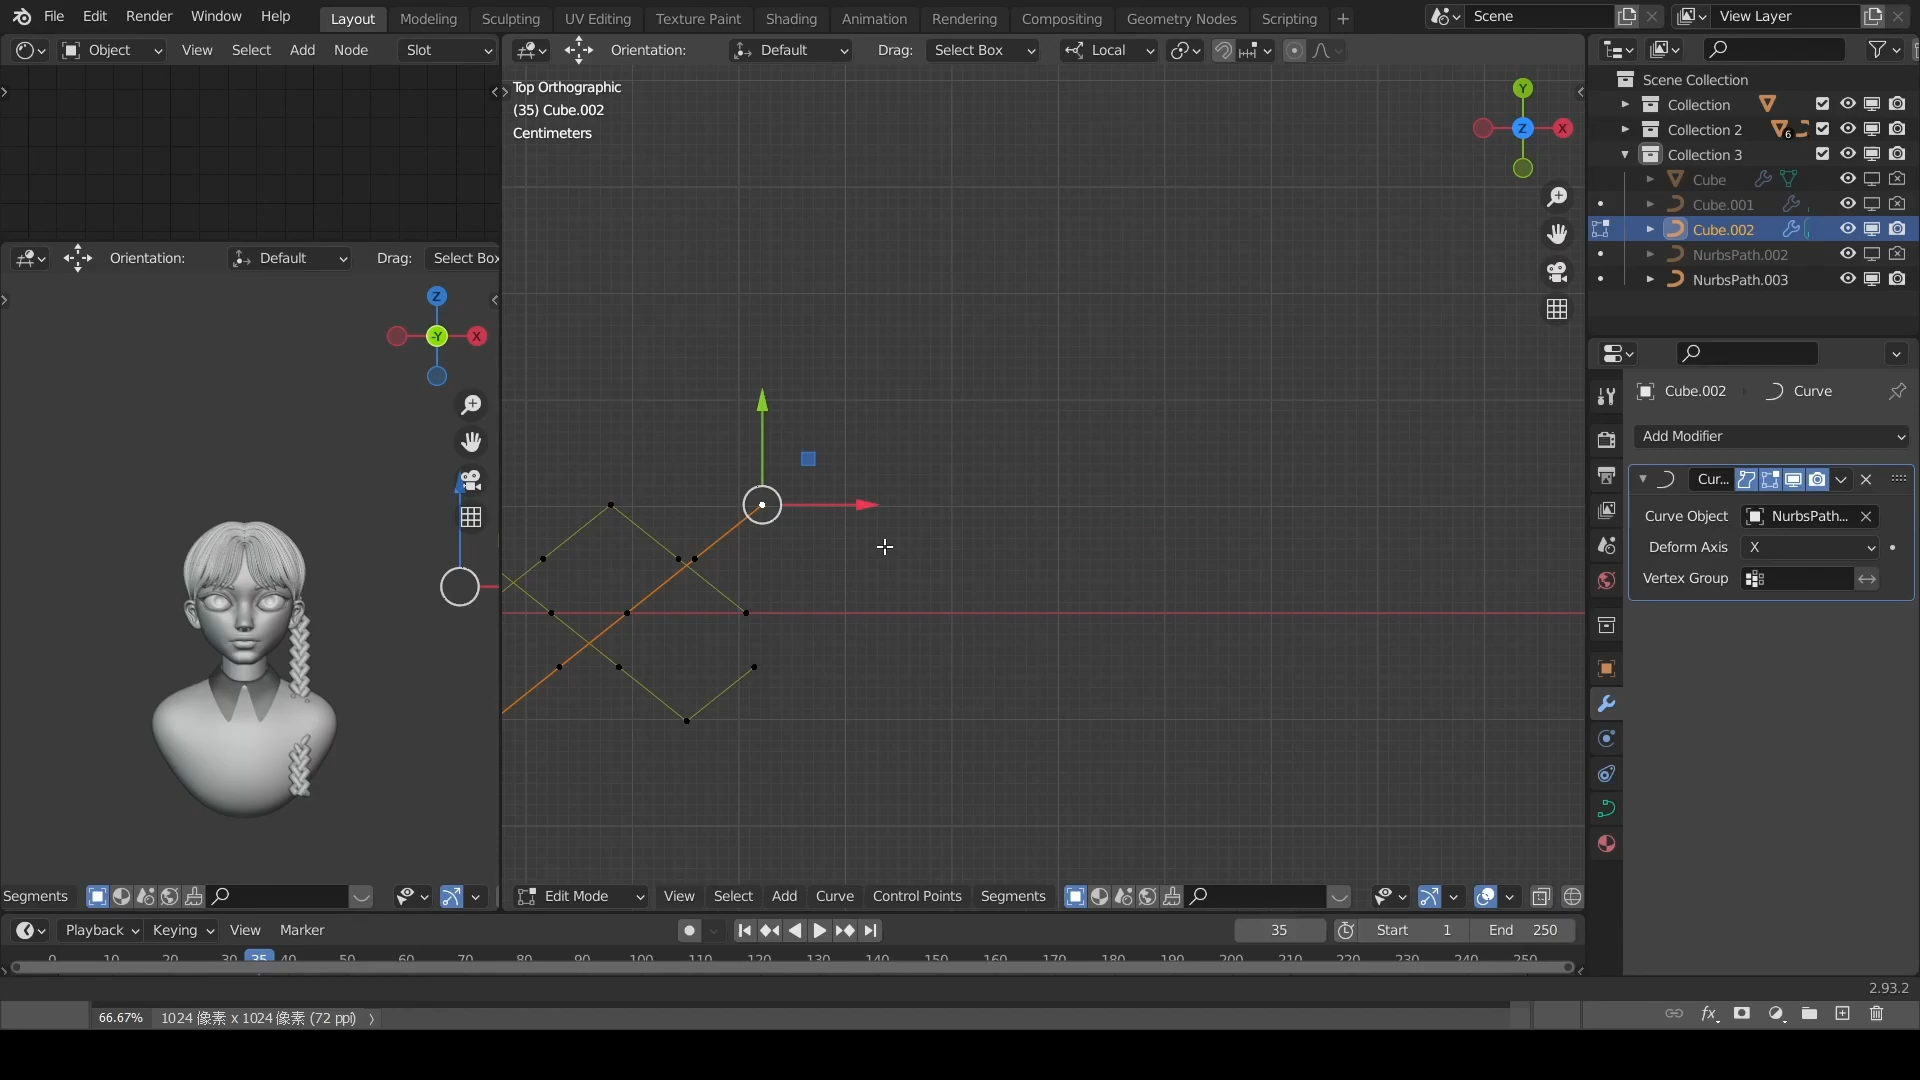 File Edit Render Window Help Layout Modeling Sculpting UV Editing Texture Paint Shading Animation Rendering Compositing Geometry Nodes Scripting + Scene View Layer
Object View Select Add Node Slot
Orientation: Default Drag: Select Box Local
Top Orthographic
(35) Cube.002
Centimeters
Y
Z X
Orientation: Default Drag: Select Box
Z
-Y X
Scene Collection
Collection
Collection 2 6
Collection 3
Cube
Cube.001
Cube.002
NurbsPath.002
NurbsPath.003
Cube.002 Curve
Add Modifier
Cur...
Curve Object NurbsPath...
Deform Axis X
Vertex Group
Segments
Edit Mode View Select Add Curve Control Points Segments
Playback Keying View Marker 35 Start 1 End 250
0 10 20 30 35 40 50 60 70 80 90 100 110 120 130 140 150 160 170 180 190 200 210 220 230 240 250
2.93.2
66.67% 1024 像素 x 1024 像素 (72 ppi) fx